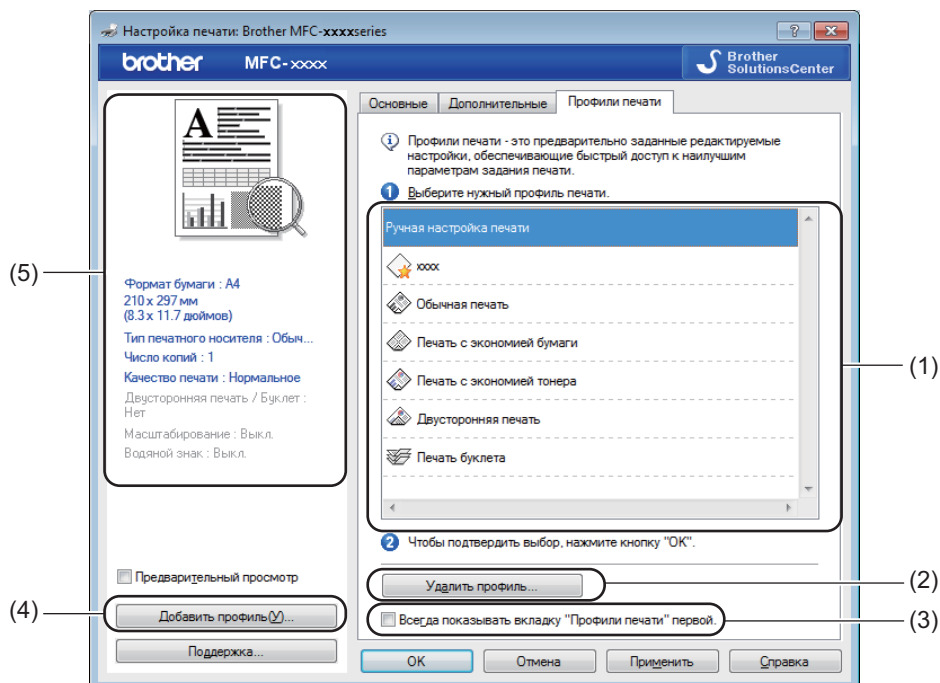 Настройка печати: Brother MFC-xxxxseries
brother MFC-xxxx
Brother
SolutionsCenter
A
Формат бумаги : A4
210 x 297 мм
(8.3 x 11.7 дюймов)
Тип печатного носителя : Обыч...
Число копий : 1
Качество печати : Нормальное
Двусторонняя печать / Буклет :
Нет
Масштабирование : Выкл.
Водяной знак : Выкл.
Предварительный просмотр
Добавить профиль(У)...
Поддержка...
Основные Дополнительные Профили печати
Профили печати - это предварительно заданные редактируемые
настройки, обеспечивающие быстрый доступ к наилучшим
параметрам задания печати.
1 Выберите нужный профиль печати.
Ручная настройка печати
xxxx
Обычная печать
Печать с экономией бумаги
Печать с экономией тонера
Двусторонняя печать
Печать буклета
2 Чтобы подтвердить выбор, нажмите кнопку "OK".
Удалить профиль...
Всегда показывать вкладку "Профили печати" первой.
OK Отмена Применить Справка
(1)
(2)
(3)
(4)
(5)